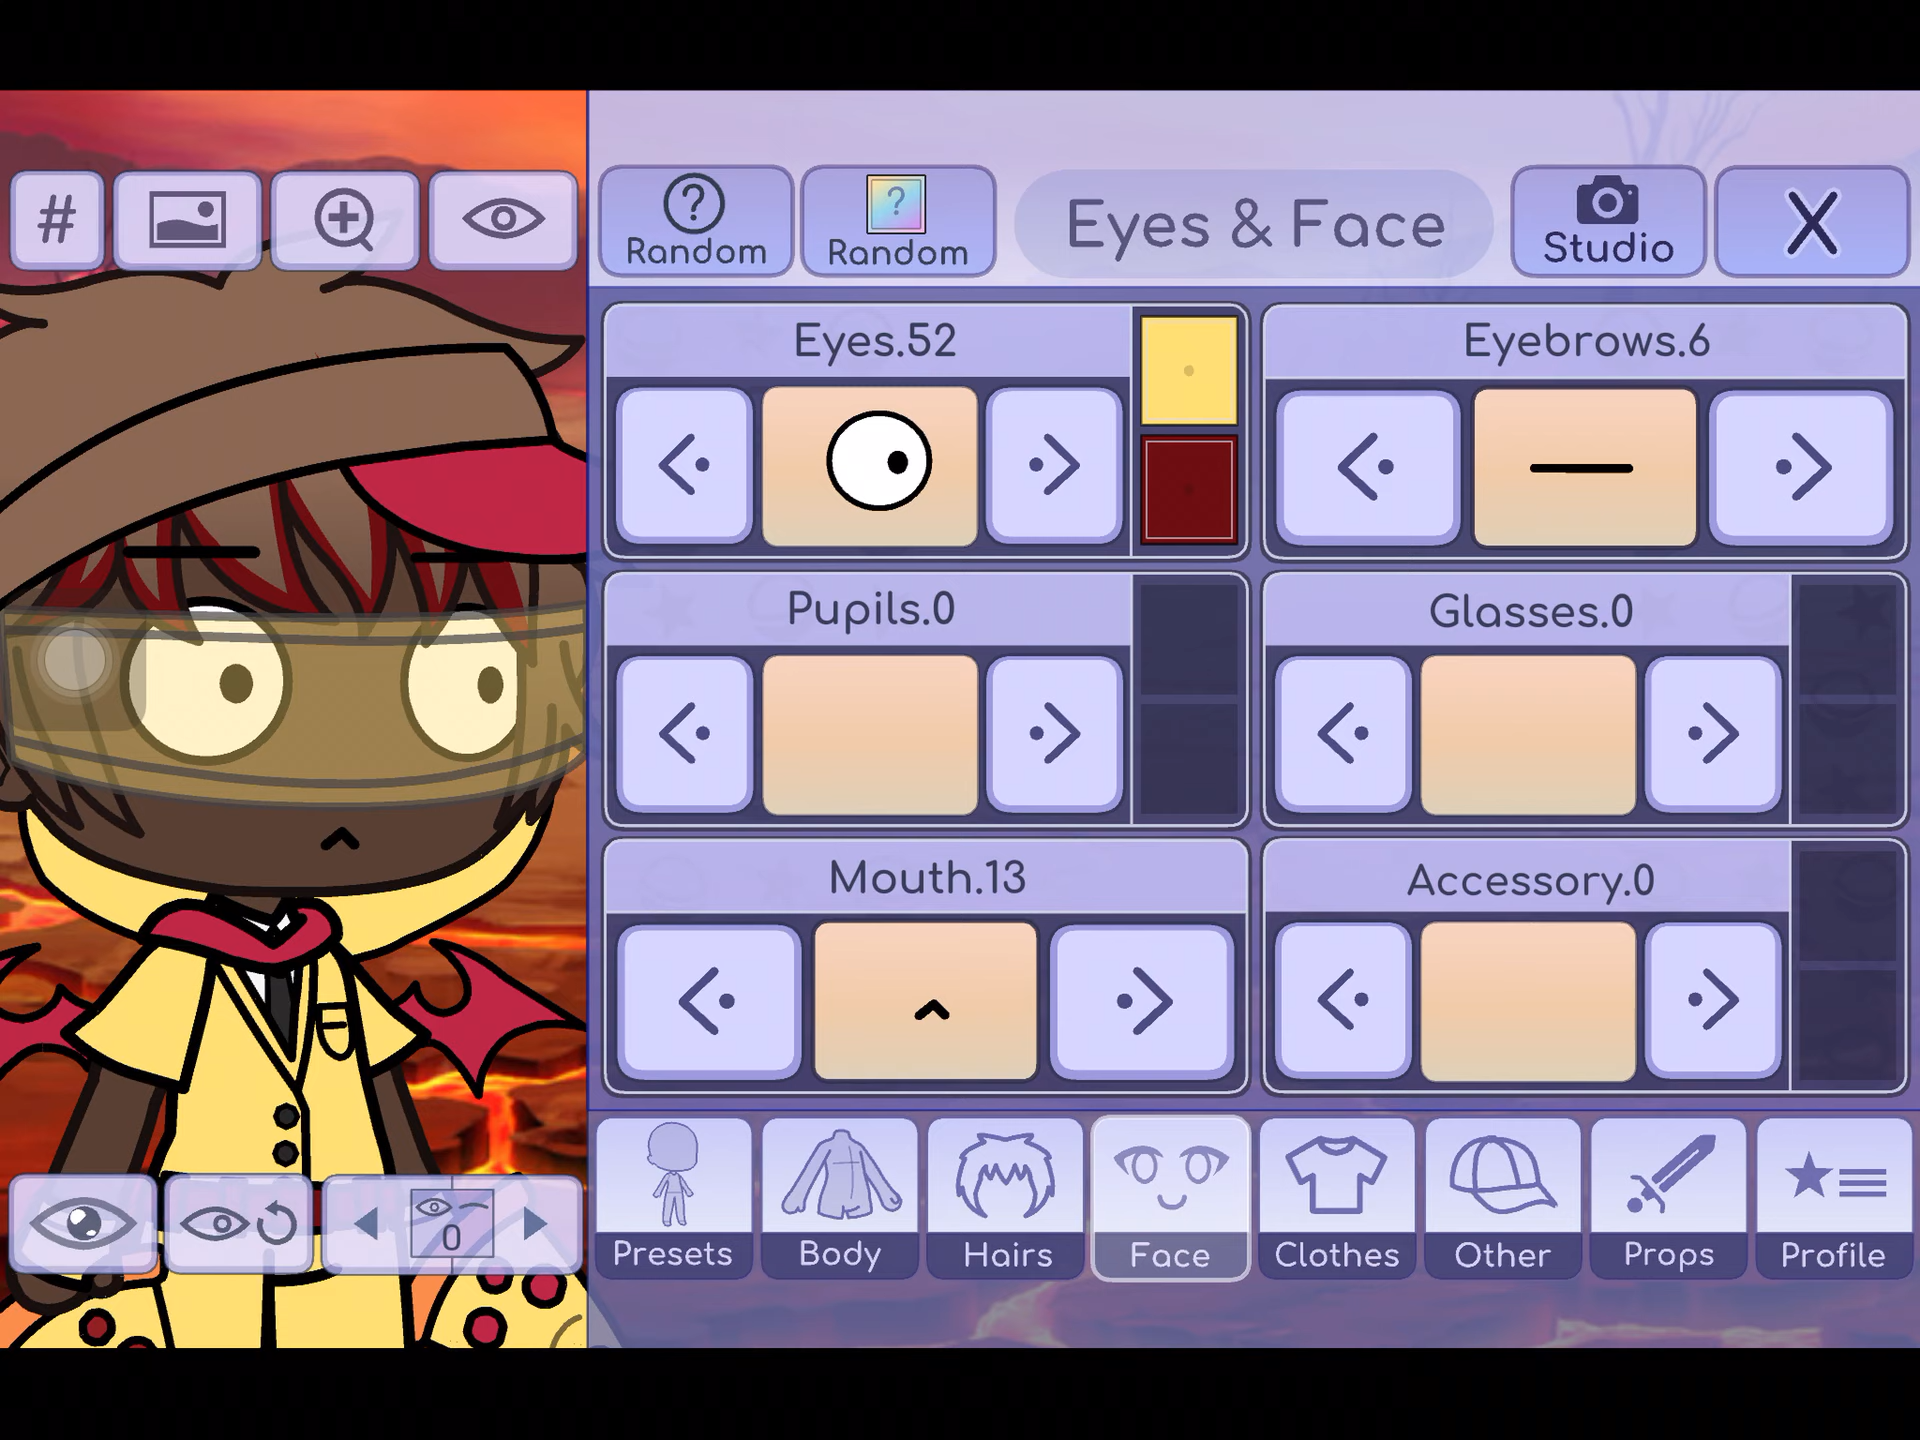 #
? Random
? Random
Eyes & Face
Studio
X
Eyes.52
Eyebrows.6
Pupils.0
Glasses.0
Mouth.13
Accessory.0
0
Presets
Body
Hairs
Face
Clothes
Other
Props
Profile